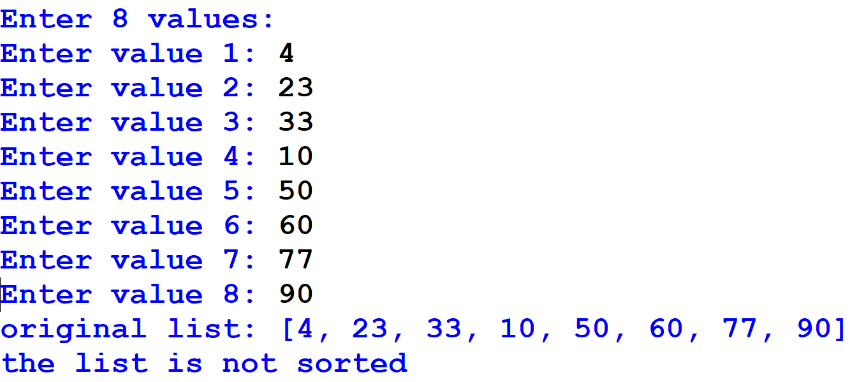 Enter 8 values:
Enter value 1: 4
Enter value 2: 23
Enter value 3: 33
Enter value 4: 10
Enter value 5: 50
Enter value 6: 60
Enter value 7: 77
Enter value 8: 90
original list: [4, 23, 33, 10, 50, 60, 77, 90]
the list is not sorted